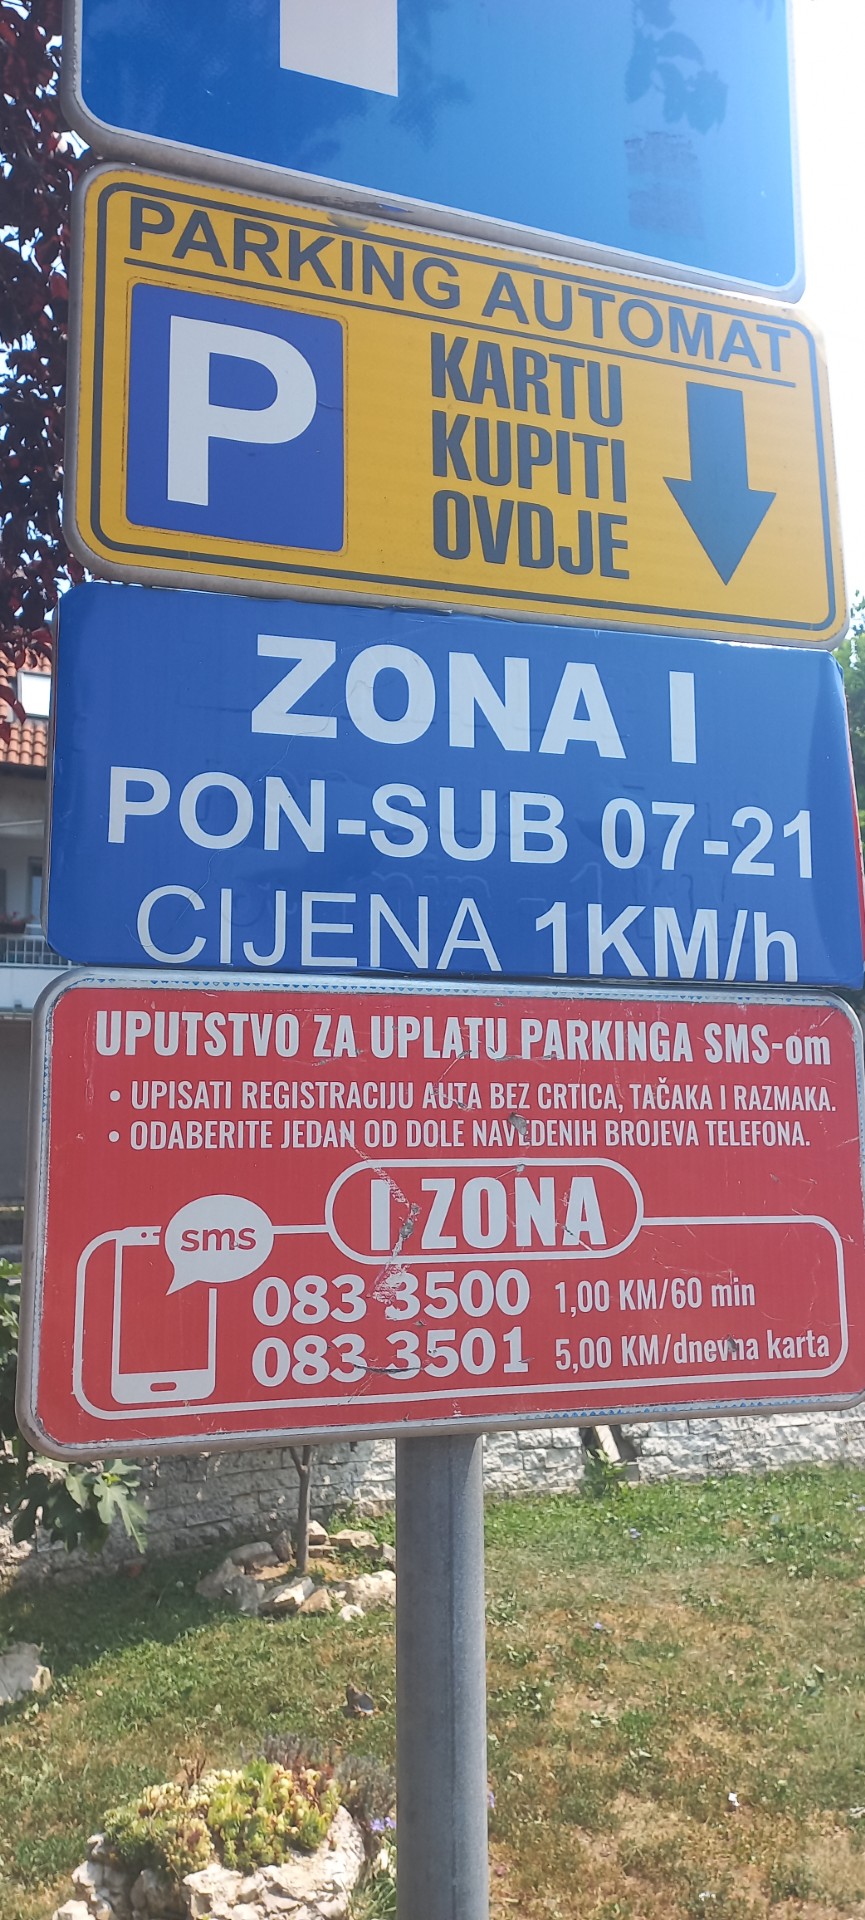 PARKING AUTOMAT
P
KARTU
KUPITI
OVDJE
ZONA I
PON-SUB 07-21
CIJENA 1KM/h
UPUTSTVO ZA UPLATU PARKINGA SMS-om
• UPISATI REGISTRACIJU AUTA BEZ CRTICA, TAČAKA I RAZMAKA.
• ODABERITE JEDAN OD DOLE NAVEDENIH BROJEVA TELEFONA.
I ZONA
sms
083 3500 1,00 KM/60 min
083 3501 5,00 KM/dnevna karta